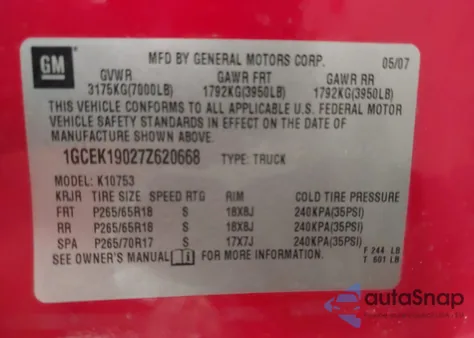 GM
MFD BY GENERAL MOTORS CORP. 05/07
GVWR GAWR FRT GAWR RR
3175KG(7000LB) 1792KG(3950LB) 1792KG(3950LB)
THIS VEHICLE CONFORMS TO ALL APPLICABLE U.S. FEDERAL MOTOR
VEHICLE SAFETY STANDARDS IN EFFECT ON THE DATE OF
MANUFACTURE SHOWN ABOVE.
1GCEK19027Z620668 TYPE: TRUCK
MODEL: K10753
KRJR TIRE SIZE SPEED RTG RIM COLD TIRE PRESSURE
FRT P265/65R18 S 18X8J 240KPA(35PSI)
RR P265/65R18 S 18X8J 240KPA(35PSI)
SPA P265/70R17 S 17X7J 240KPA(35PSI)
SEE OWNER'S MANUAL FOR MORE INFORMATION.
F 244 LB
T 601 LB
autaSnap